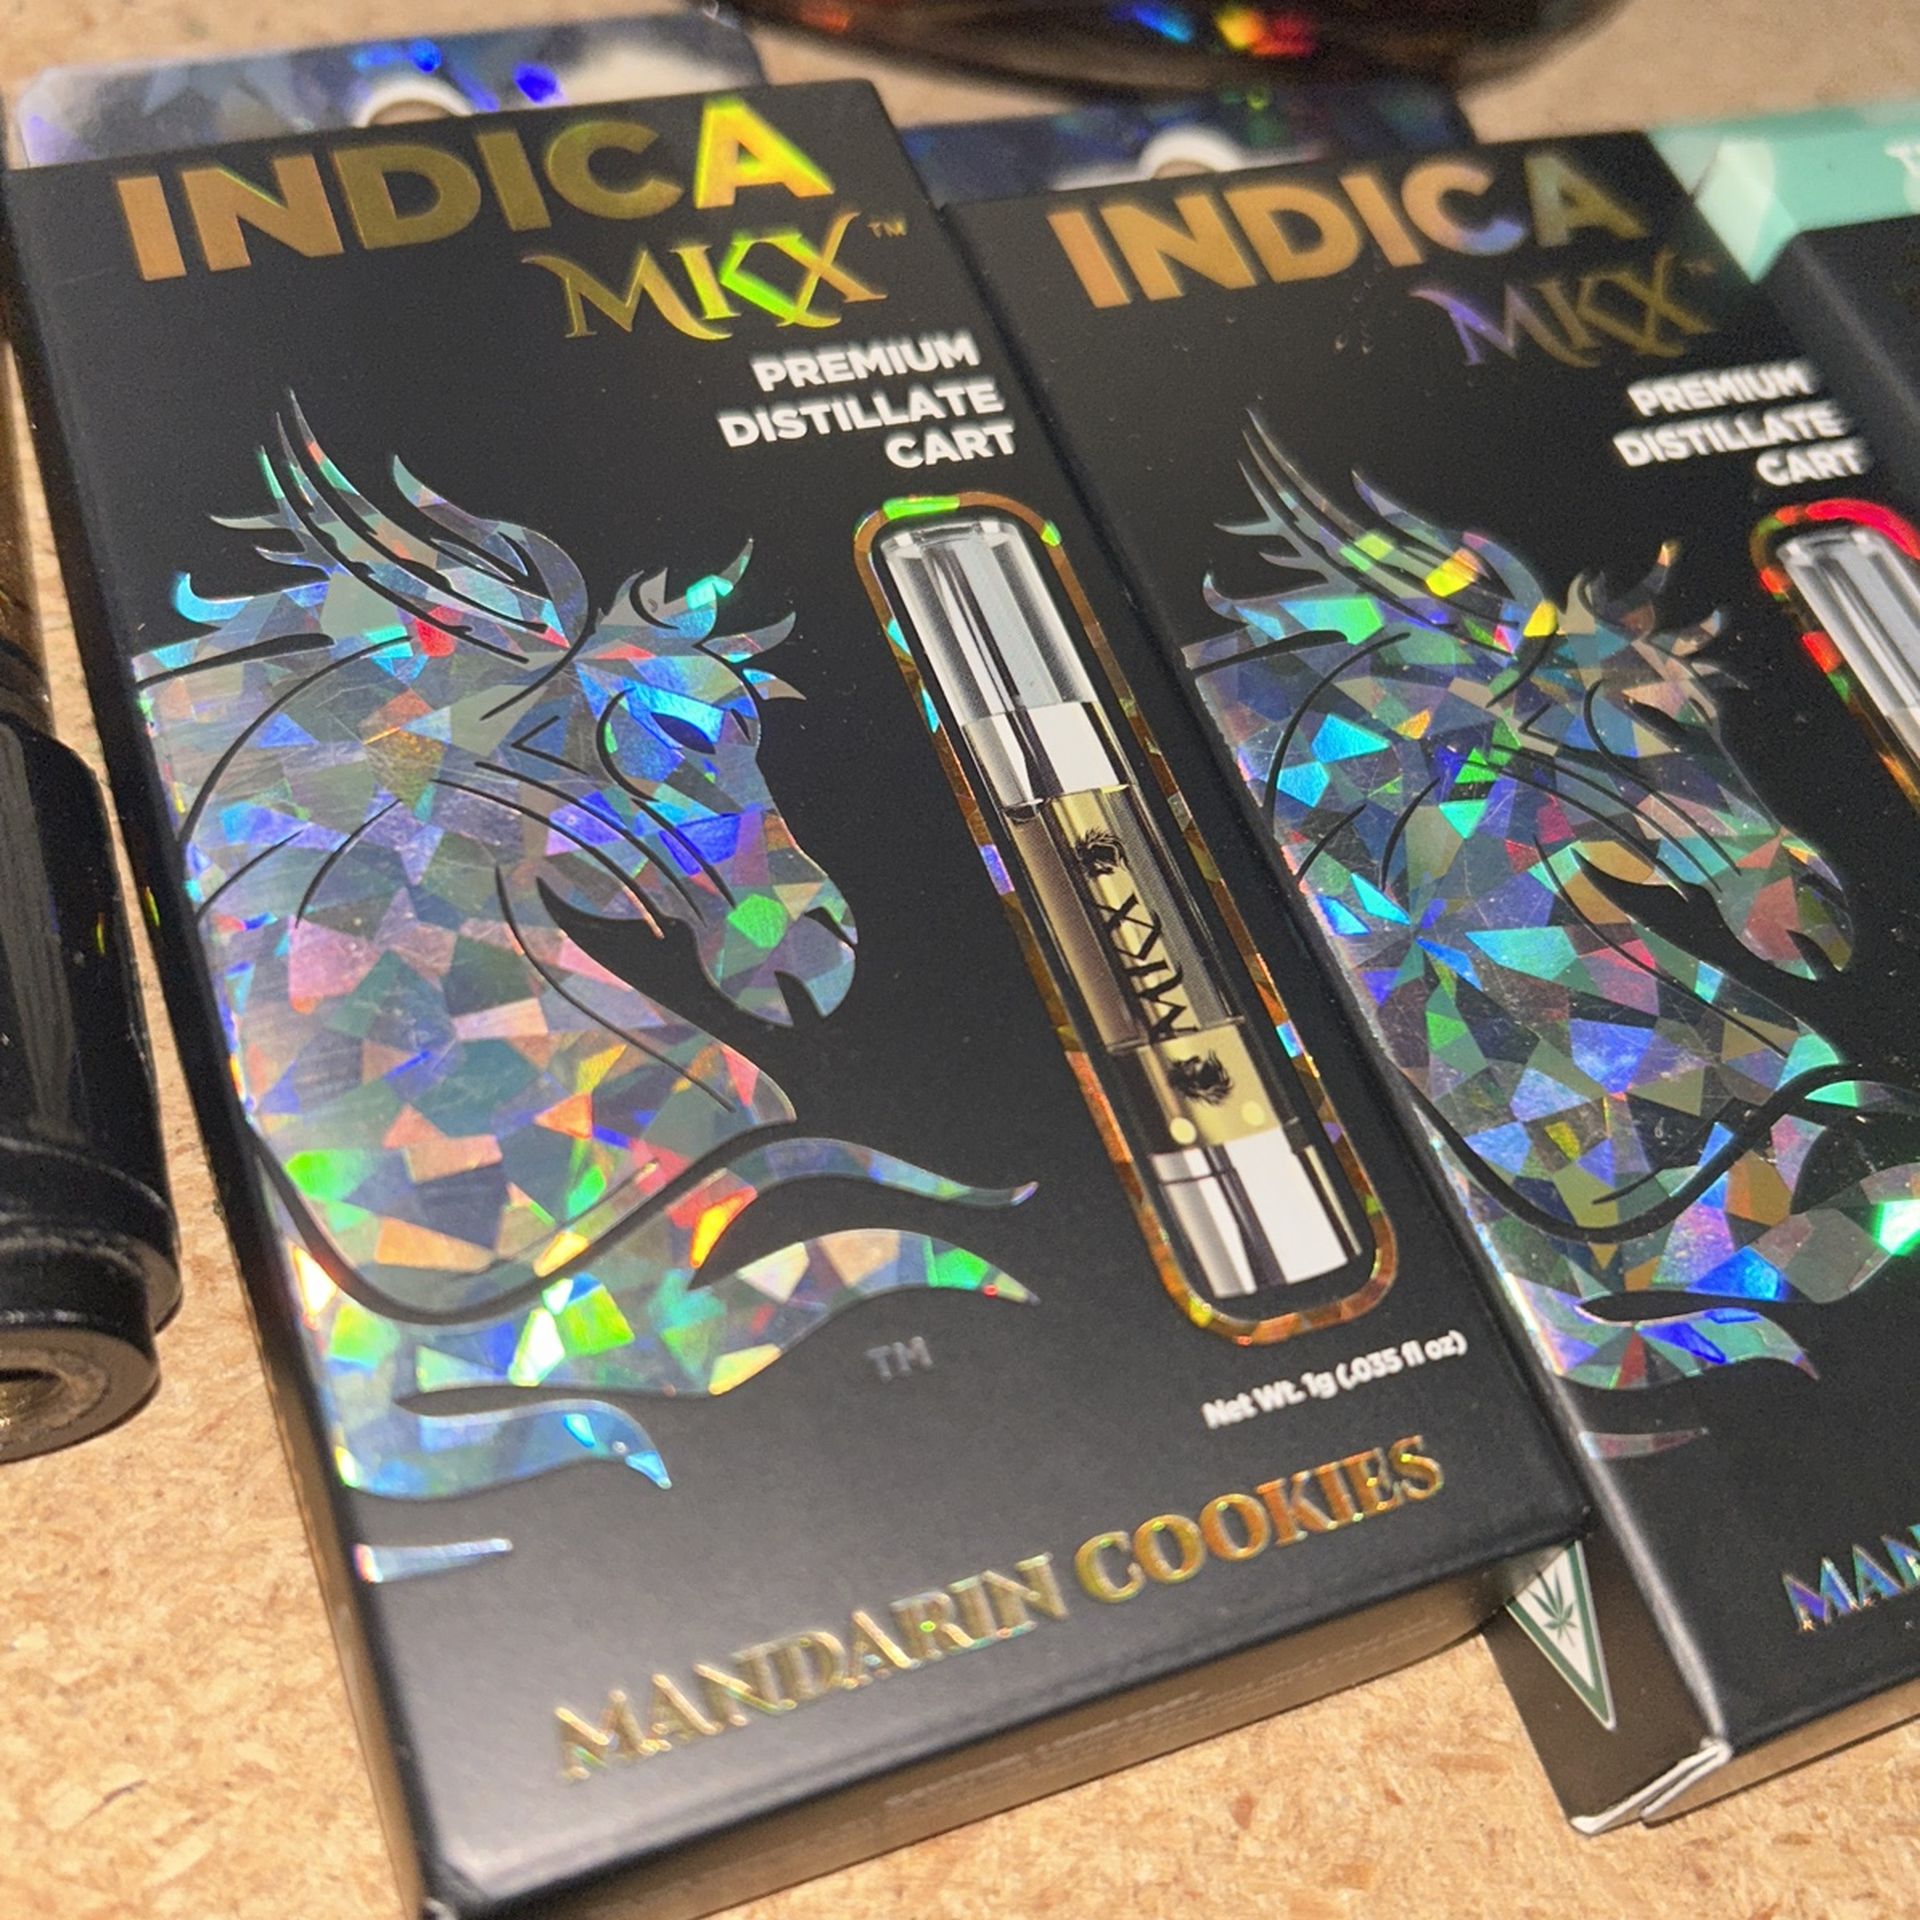 INDICA
MKX™
PREMIUM
DISTILLATE
CART
MKX
TM
Net Wt. 1g (.035 fl oz)
MANDARIN COOKIES
INDICA
MKX™
PREMIUM
DISTILLATE
CART